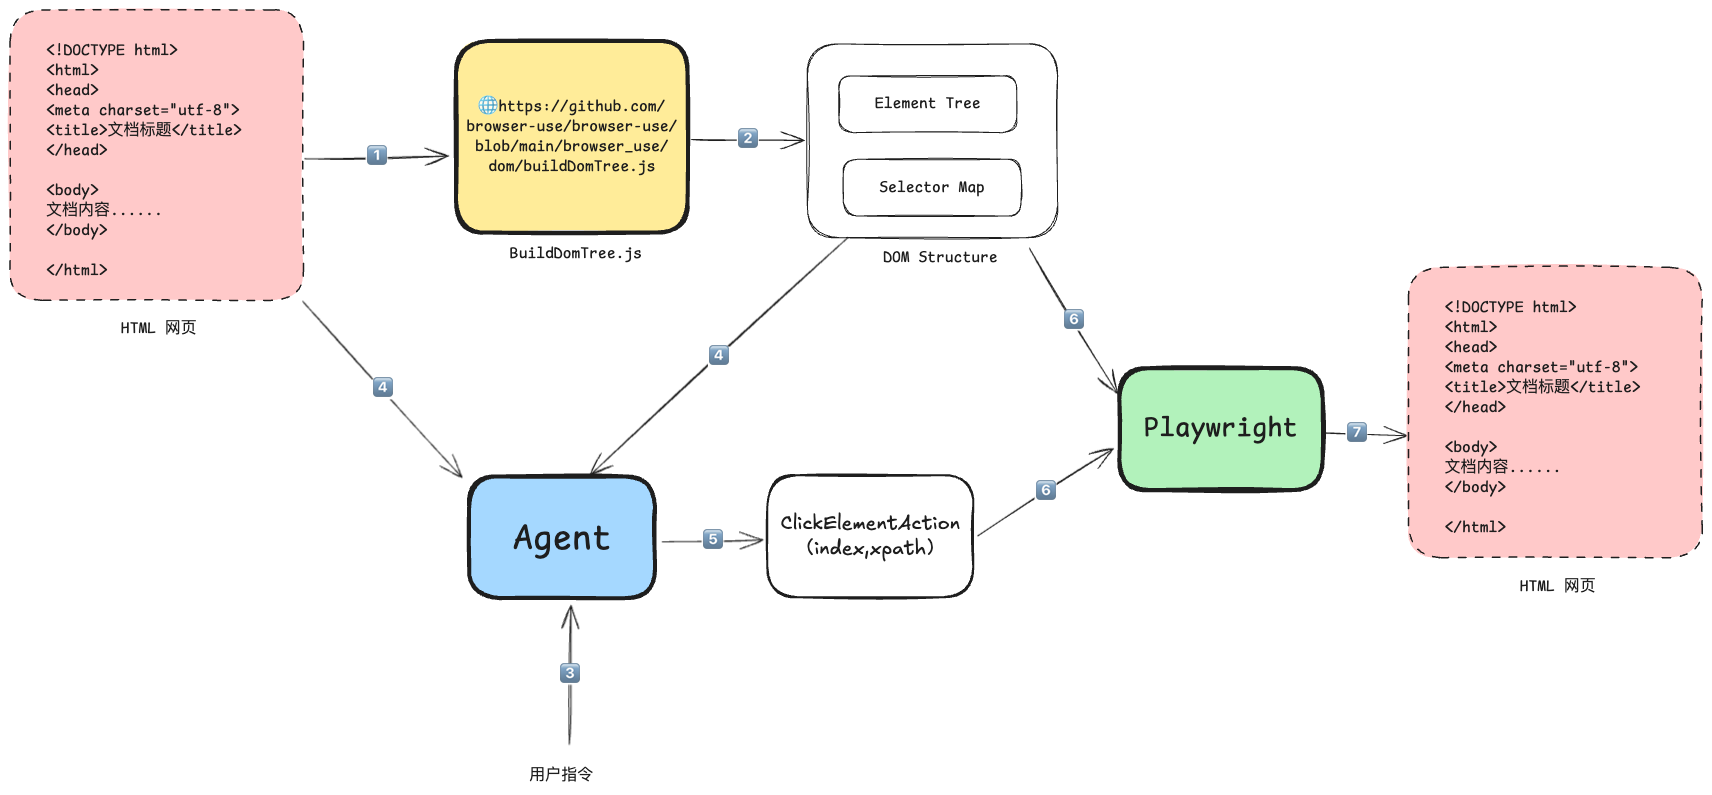 <!DOCTYPE html>
<html>
<head>
<meta charset="utf-8">
<title>文档标题</title>
</head>
<body>
文档内容......
</body>
</html>
HTML 网页
1
🌐https://github.com/
browser-use/browser-use/
blob/main/browser_use/
dom/buildDomTree.js
BuildDomTree.js
2
Element Tree
Selector Map
DOM Structure
4
4
6
Agent
3
用户指令
5
ClickElementAction
(index,xpath)
6
Playwright
7
<!DOCTYPE html>
<html>
<head>
<meta charset="utf-8">
<title>文档标题</title>
</head>
<body>
文档内容......
</body>
</html>
HTML 网页